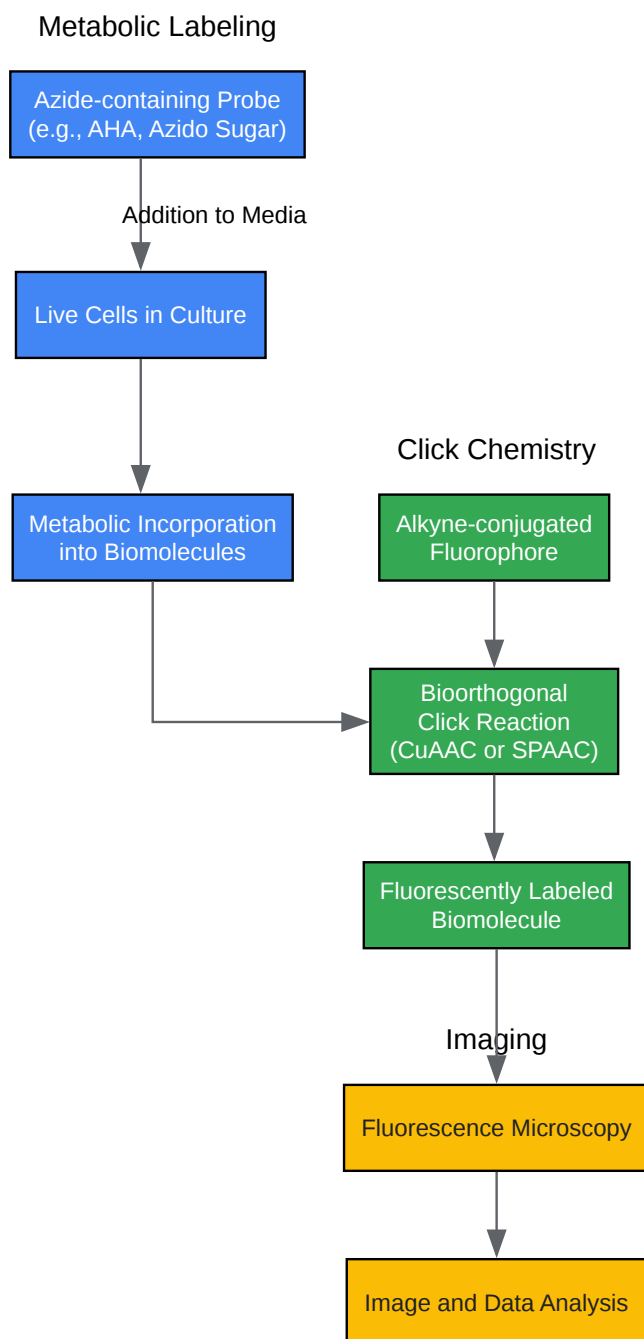 Metabolic Labeling
Azide-containing Probe
(e.g., AHA, Azido Sugar)
Addition to Media
Live Cells in Culture
Metabolic Incorporation
into Biomolecules
Click Chemistry
Alkyne-conjugated
Fluorophore
Bioorthogonal
Click Reaction
(CuAAC or SPAAC)
Fluorescently Labeled
Biomolecule
Imaging
Fluorescence Microscopy
Image and Data Analysis